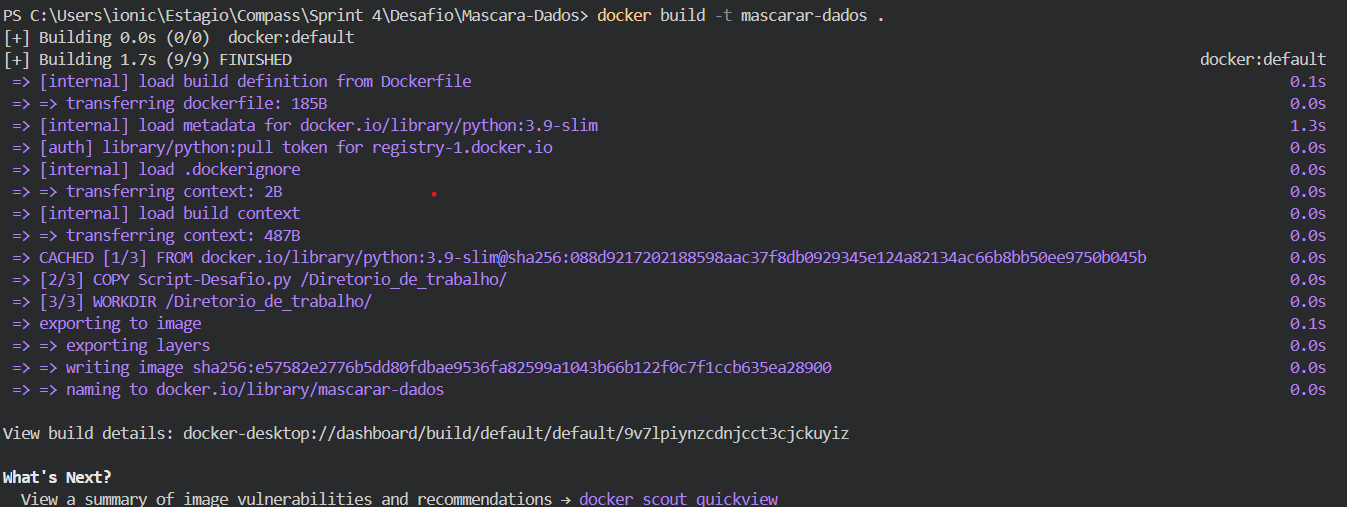 PS C:\Users\ionic\Estagio\Compass\Sprint 4\Desafio\Mascara-Dados> docker build -t mascarar-dados .
[+] Building 0.0s (0/0)  docker:default
[+] Building 1.7s (9/9) FINISHED docker:default
=> [internal] load build definition from Dockerfile 0.1s
=> => transferring dockerfile: 185B 0.0s
=> [internal] load metadata for docker.io/library/python:3.9-slim 1.3s
=> [auth] library/python:pull token for registry-1.docker.io 0.0s
=> [internal] load .dockerignore 0.0s
=> => transferring context: 2B 0.0s
=> [internal] load build context 0.0s
=> => transferring context: 487B 0.0s
=> CACHED [1/3] FROM docker.io/library/python:3.9-slim@sha256:088d9217202188598aac37f8db0929345e124a82134ac66b8bb50ee9750b045b 0.0s
=> [2/3] COPY Script-Desafio.py /Diretorio_de_trabalho/ 0.0s
=> [3/3] WORKDIR /Diretorio_de_trabalho/ 0.0s
=> exporting to image 0.1s
=> => exporting layers 0.0s
=> => writing image sha256:e57582e2776b5dd80fdbae9536fa82599a1043b66b122f0c7f1ccb635ea28900 0.0s
=> => naming to docker.io/library/mascarar-dados 0.0s
View build details: docker-desktop://dashboard/build/default/default/9v7lpiynzcdnjcct3cjckuyiz
What's Next?
View a summary of image vulnerabilities and recommendations → docker scout quickview